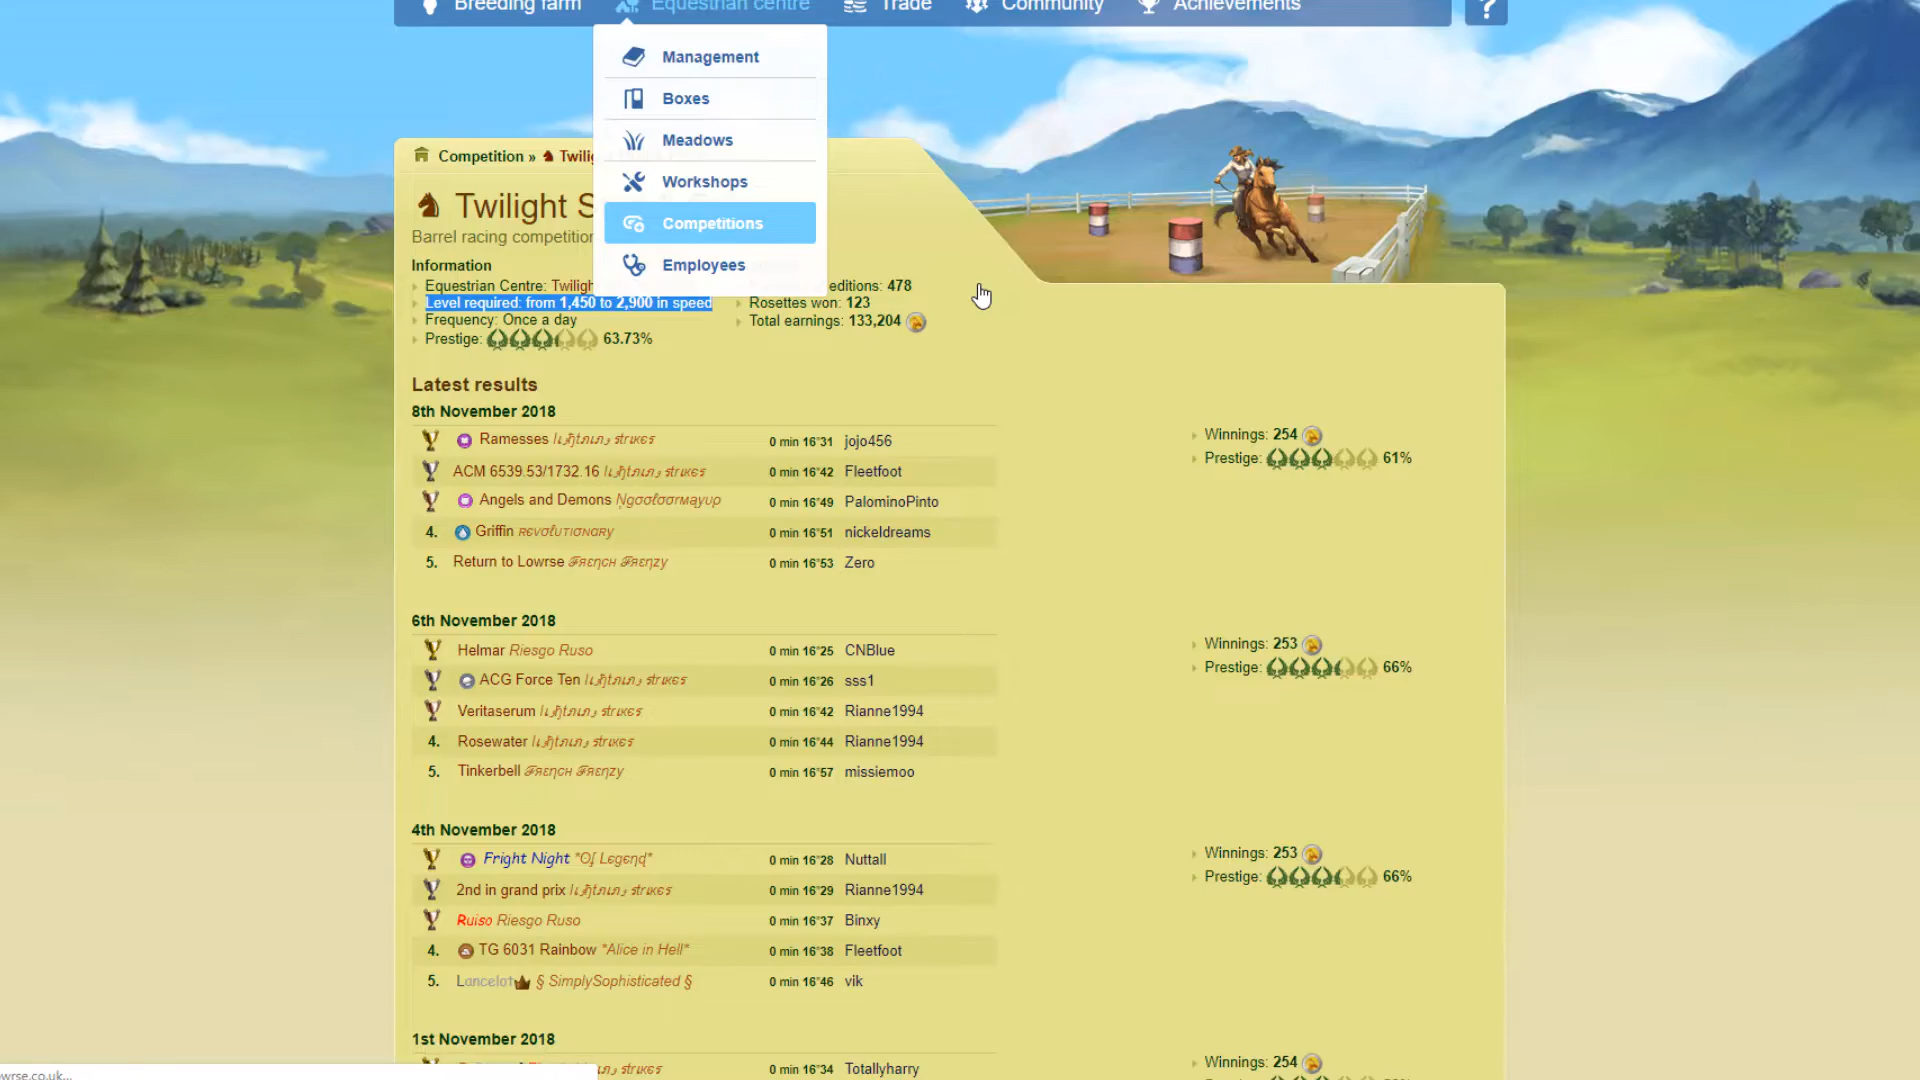 Breeding farm Equestrian centre Trade Community Achievements ?
Management
Boxes
Meadows
Workshops
Competitions
Employees
Competition »
Twilight S
Barrel racing competition
Information
Equestrian Centre: Twiligh
editions: 478
Level required: from 1,450 to 2,900 in speed
Rosettes won: 123
Frequency: Once a day
Total earnings: 133,204
Prestige: 63.73%
Latest results
8th November 2018
Ramesses 0 min 16"31 jojo456
Winnings: 254
Prestige: 61%
ACM 6539.53/1732.16 0 min 16"42 Fleetfoot
Angels and Demons 0 min 16"49 PalominoPinto
4. Griffin 0 min 16"51 nickeldreams
5. Return to Lowrse 0 min 16"53 Zero
6th November 2018
Helmar Riesgo Ruso 0 min 16"25 CNBlue
Winnings: 253
Prestige: 66%
ACG Force Ten 0 min 16"26 sss1
Veritaserum 0 min 16"42 Rianne1994
4. Rosewater 0 min 16"44 Rianne1994
5. Tinkerbell 0 min 16"57 missiemoo
4th November 2018
Fright Night 0 min 16"28 Nuttall
Winnings: 253
Prestige: 66%
2nd in grand prix 0 min 16"29 Rianne1994
Ruiso Riesgo Ruso 0 min 16"37 Binxy
4. TG 6031 Rainbow *Alice in Hell* 0 min 16"38 Fleetfoot
5. Lancelot § SimplySophisticated § 0 min 16"46 vik
1st November 2018
0 min 16"34 Totallyharry
Winnings: 254
owrse.co.uk...